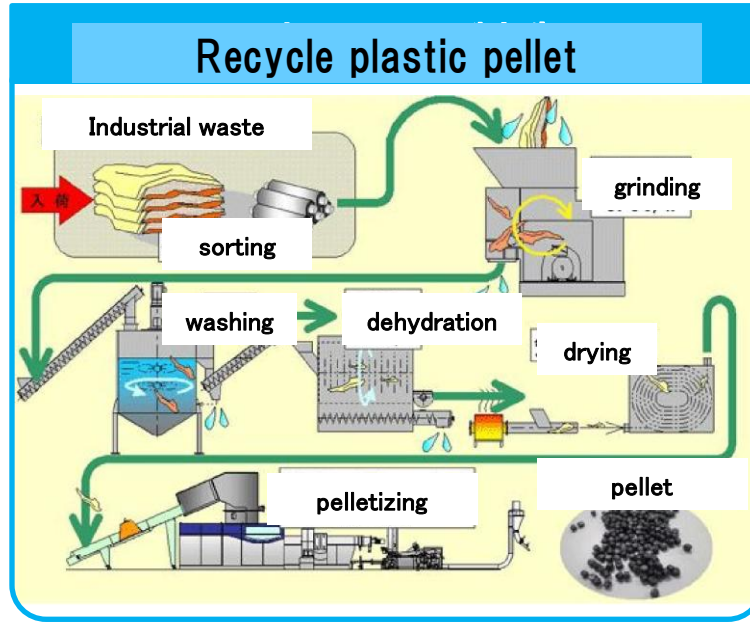 Recycle plastic pellet
Industrial waste
入荷
sorting
grinding
washing
dehydration
drying
pelletizing
pellet